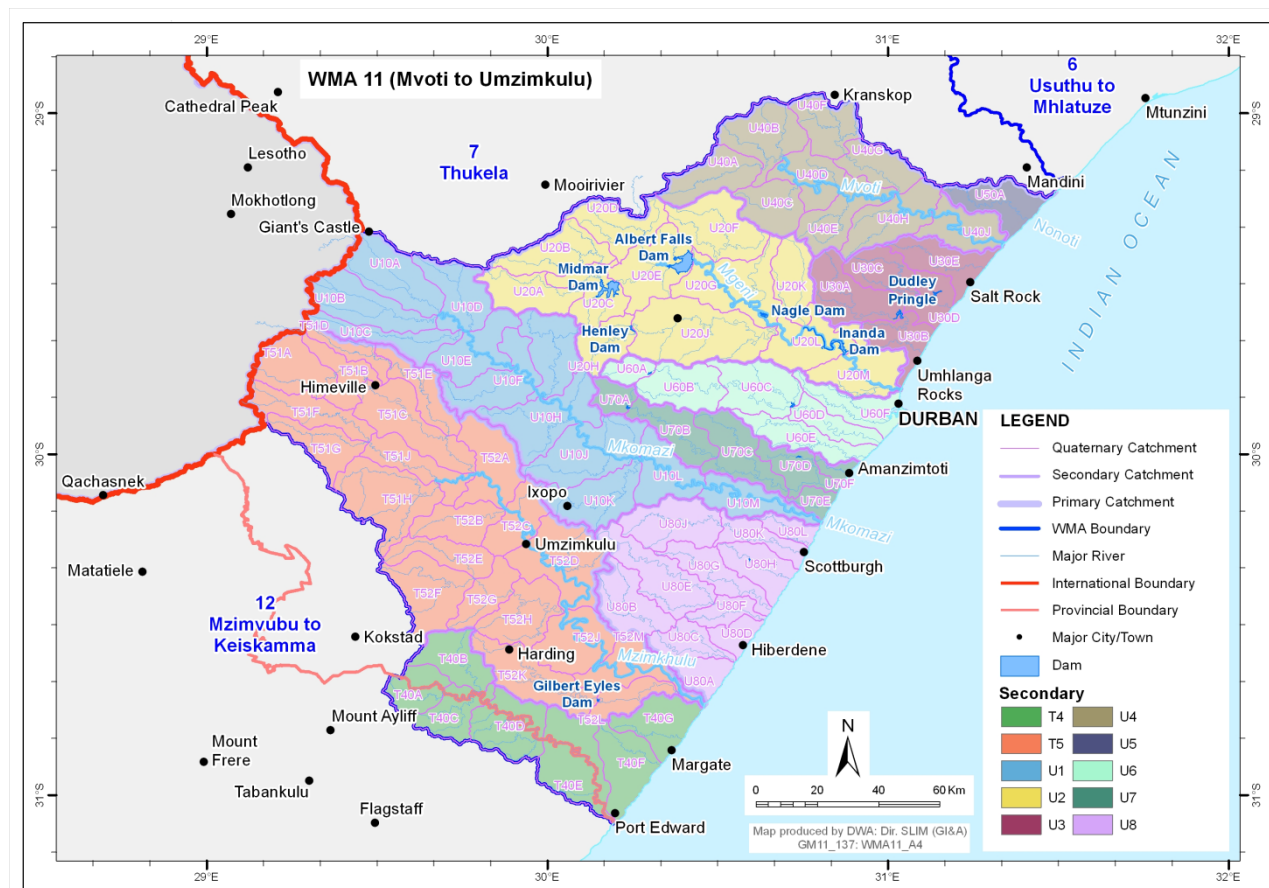 29°E
30°E
31°E
32°E
WMA 11 (Mvoti to Umzimkulu)
6
Usuthu to
Mhlatuze
Cathedral Peak
Kranskop
Mtunzini
29°S
29°S
U40F
U40B
U40G
Lesotho
7
Thukela
U40A
U40D
Mvoti
Mooirivier
Mandini
Mokhotlong
U50A
U20D
U40C
U40H
Giant's Castle
U40E
U40J
Nonoti
INDIAN OCEAN
U20F
Albert Falls
Dam
U20B
U10A
U30E
U30C
Midmar
Dam
U20E
U20A
U20G
Mgeni
U20K
U30A
Dudley
Pringle
Salt Rock
U10B
U10D
U20C
Nagle Dam
U30D
T51D
U10C
Henley
Dam
U20J
U20L
Inanda
Dam
U30B
T51A
U10E
U20H
U60A
U20M
Umhlanga
Rocks
T51B
T51E
U10F
U60B
U60C
Himeville
U70A
DURBAN
T51F
T51C
U10H
U60D
U60F
U70B
U60E
T51G
T51J
T52A
Mkomazi
U70C
30°S
30°S
U10J
U70D
Amanzimtoti
Qachasnek
U10L
U70F
T51H
Ixopo
U10K
U10M
U70E
T52B
T52C
U80J
U80K
U80L
Mkomazi
Umzimkulu
Scottburgh
T52E
T52D
U80G
U80H
Matatiele
T52F
U80E
T52G
U80B
U80F
12
Mzimvubu to
Keiskamma
T52H
Kokstad
T52J
T52M
U80C
U80D
Hiberdene
T40B
Harding
Mzimkhulu
T52K
U80A
T40A
Gilbert Eyles
Dam
Mount Ayliff
T40C
T40D
T52L
T40G
Mount
Frere
T40F
Margate
Tabankulu
T40E
31°S
31°S
Flagstaff
Port Edward
LEGEND
Quaternary Catchment
Secondary Catchment
Primary Catchment
WMA Boundary
Major River
International Boundary
Provincial Boundary
Major City/Town
Dam
Secondary
T4 U4
T5 U5
U1 U6
U2 U7
U3 U8
N
0 20 40 60 Km
Map produced by DWA: Dir. SLIM (GI&A)
GM11_137: WMA11_A4
29°E
30°E
31°E
32°E